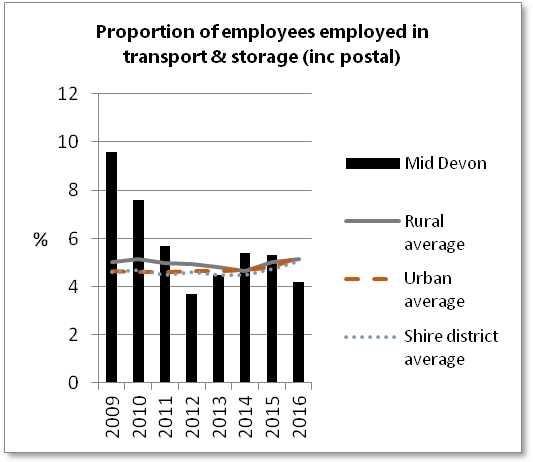 Proportion of employees employed in
transport & storage (inc postal)
12
10
8
6
4
2
0
%
2009
2010
2011
2012
2013
2014
2015
2016
Mid Devon
Rural
average
Urban
average
Shire district
average